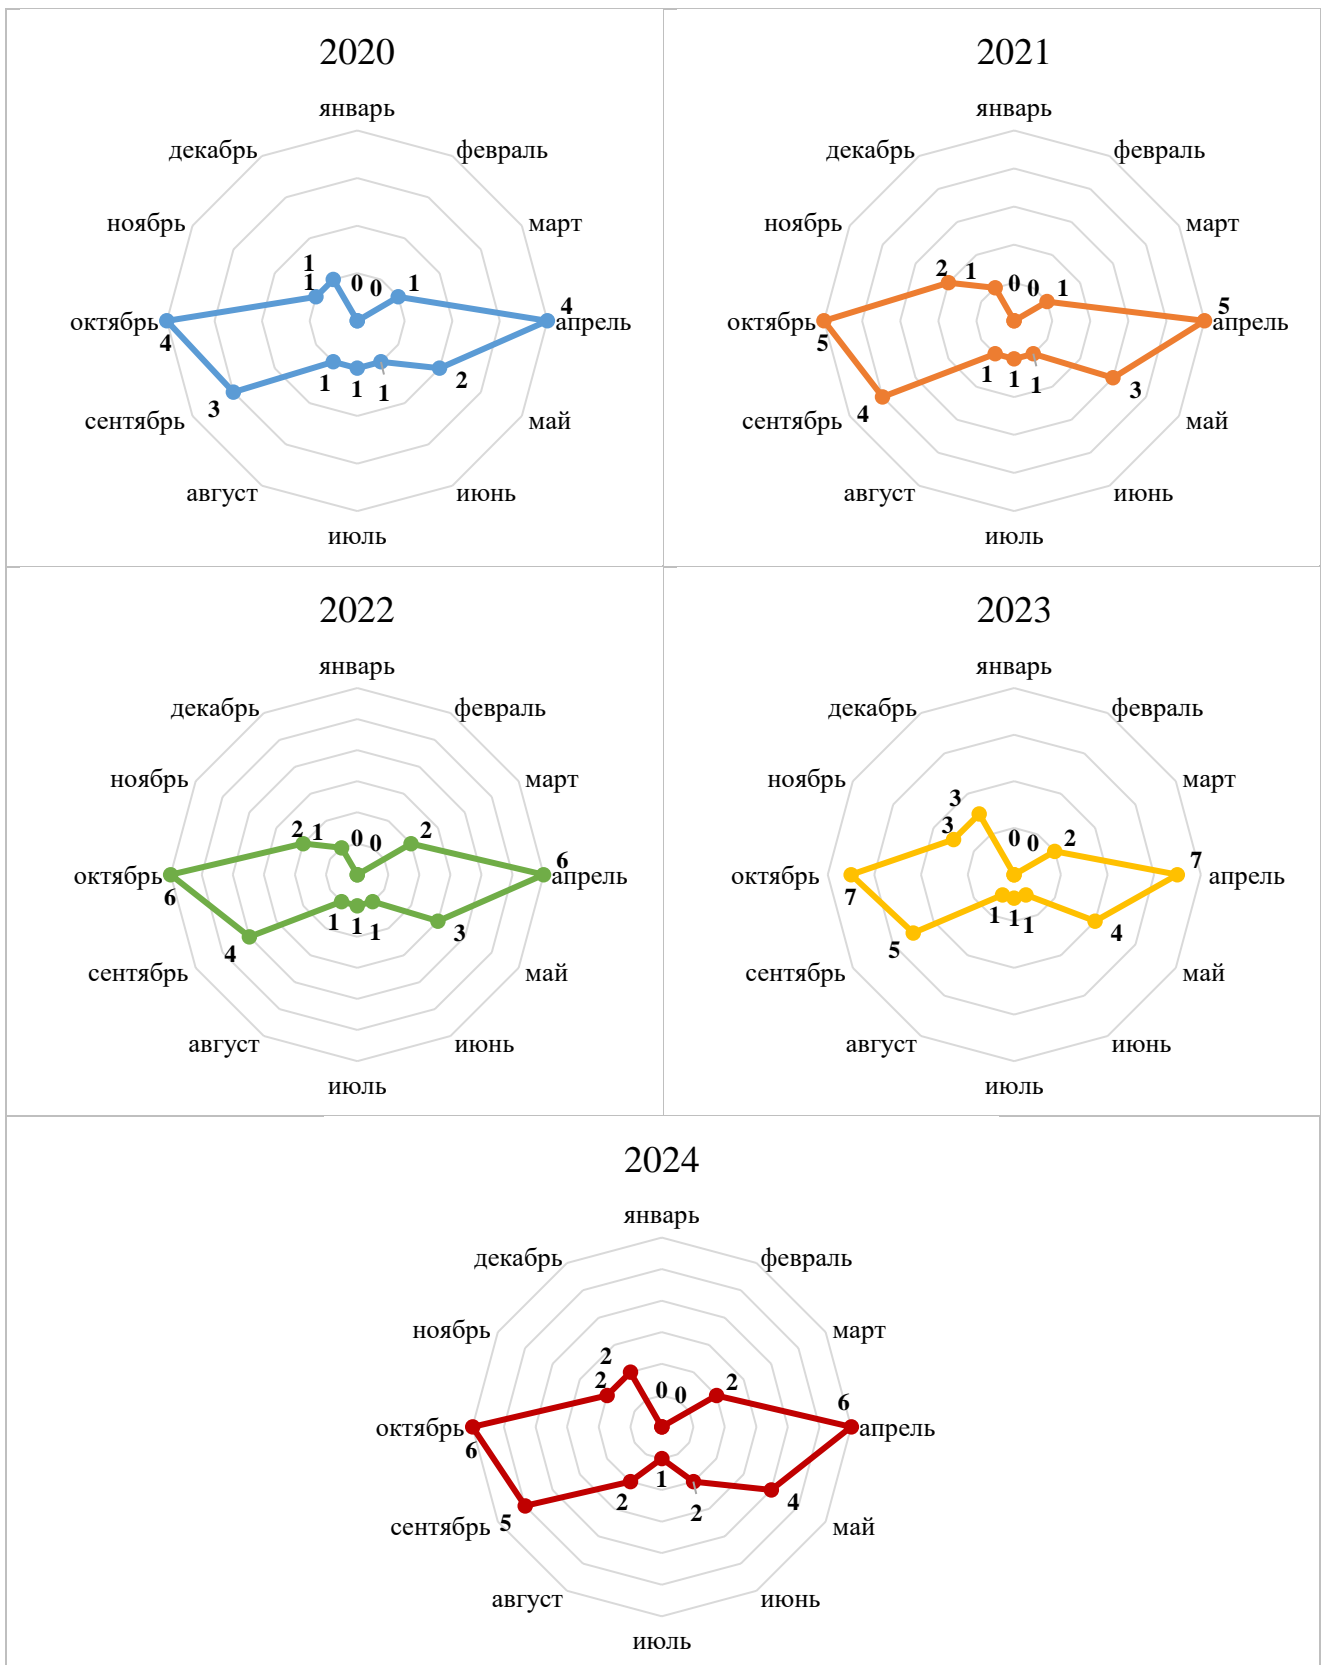 2020
январь
декабрь
февраль
ноябрь
март
1
1
0
0
1
4
октябрь
апрель
4
2
1
1
1
3
сентябрь
май
август
июнь
июль
2021
январь
декабрь
февраль
ноябрь
март
2
1
0
0
1
5
октябрь
апрель
5
3
1
1
1
4
сентябрь
май
август
июнь
июль
2022
январь
декабрь
февраль
ноябрь
март
2
1
0
0
2
6
октябрь
апрель
6
3
1
1
1
4
сентябрь
май
август
июнь
июль
2023
январь
декабрь
февраль
ноябрь
март
3
3
0
0
2
7
октябрь
апрель
7
4
1
1
1
5
сентябрь
май
август
июнь
июль
2024
январь
декабрь
февраль
ноябрь
март
2
2
0
0
2
6
октябрь
апрель
6
1
2
2
4
5
сентябрь
май
август
июнь
июль